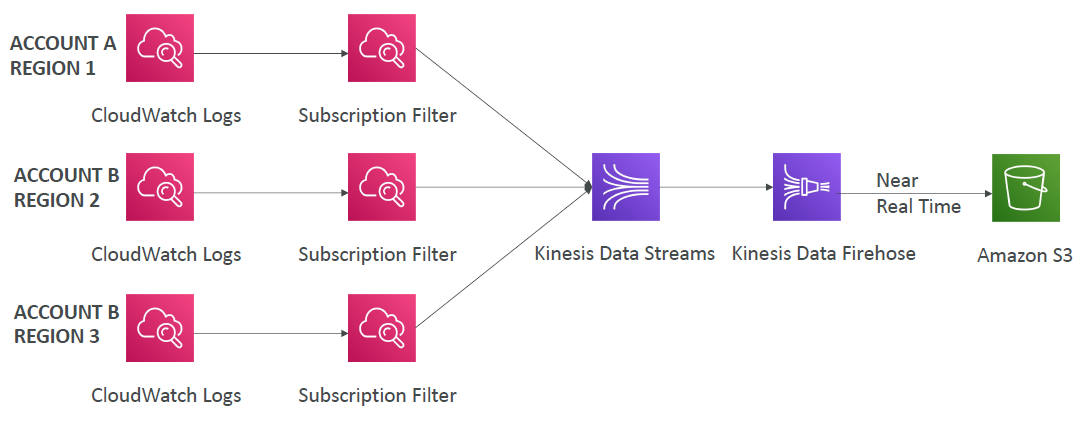 ACCOUNT A
REGION 1
CloudWatch Logs
Subscription Filter
ACCOUNT B
REGION 2
CloudWatch Logs
Subscription Filter
Kinesis Data Streams
Kinesis Data Firehose
Near
Real Time
Amazon S3
ACCOUNT B
REGION 3
CloudWatch Logs
Subscription Filter